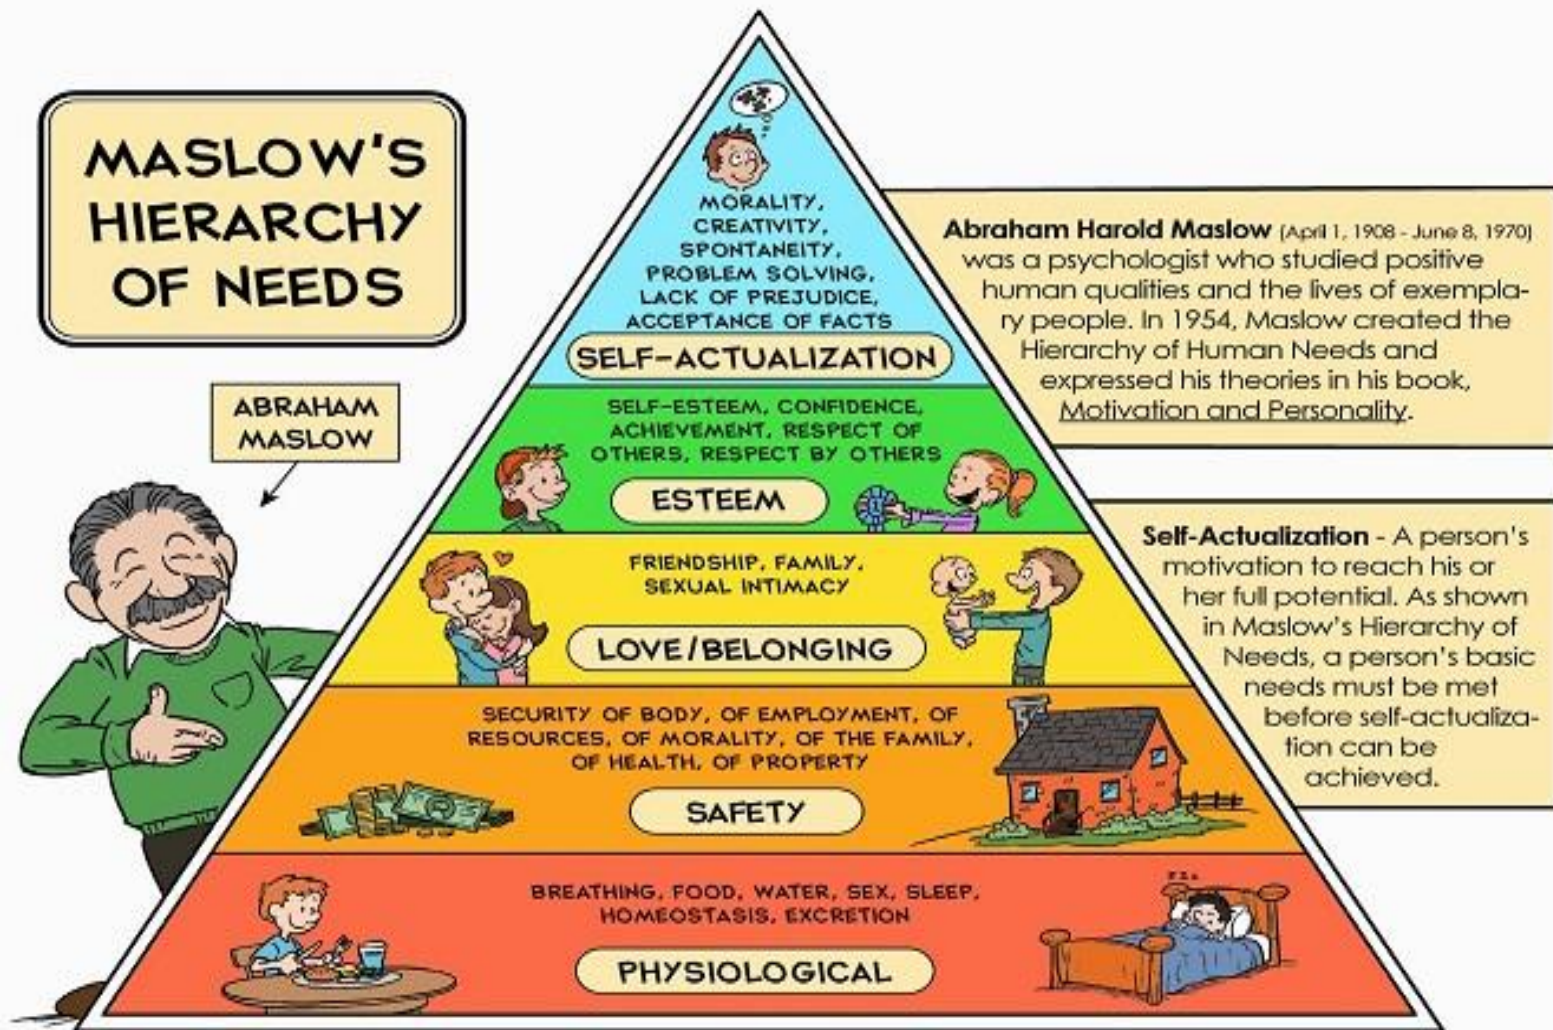 MASLOW'S
HIERARCHY
OF NEEDS
ABRAHAM
MASLOW
MORALITY,
CREATIVITY,
SPONTANEITY,
PROBLEM SOLVING,
LACK OF PREJUDICE,
ACCEPTANCE OF FACTS
SELF-ACTUALIZATION
SELF-ESTEEM, CONFIDENCE,
ACHIEVEMENT, RESPECT OF
OTHERS, RESPECT BY OTHERS
ESTEEM
FRIENDSHIP, FAMILY,
SEXUAL INTIMACY
LOVE/BELONGING
SECURITY OF BODY, OF EMPLOYMENT, OF
RESOURCES, OF MORALITY, OF THE FAMILY,
OF HEALTH, OF PROPERTY
SAFETY
BREATHING, FOOD, WATER, SEX, SLEEP,
HOMEOSTASIS, EXCRETION
PHYSIOLOGICAL
Abraham Harold Maslow (April 1, 1908 - June 8, 1970)
was a psychologist who studied positive
human qualities and the lives of exempla-
ry people. In 1954, Maslow created the
Hierarchy of Human Needs and
expressed his theories in his book,
Motivation and Personality.
Self-Actualization - A person's
motivation to reach his or
her full potential. As shown
in Maslow's Hierarchy of
Needs, a person's basic
needs must be met
before self-actualiza-
tion can be
achieved.